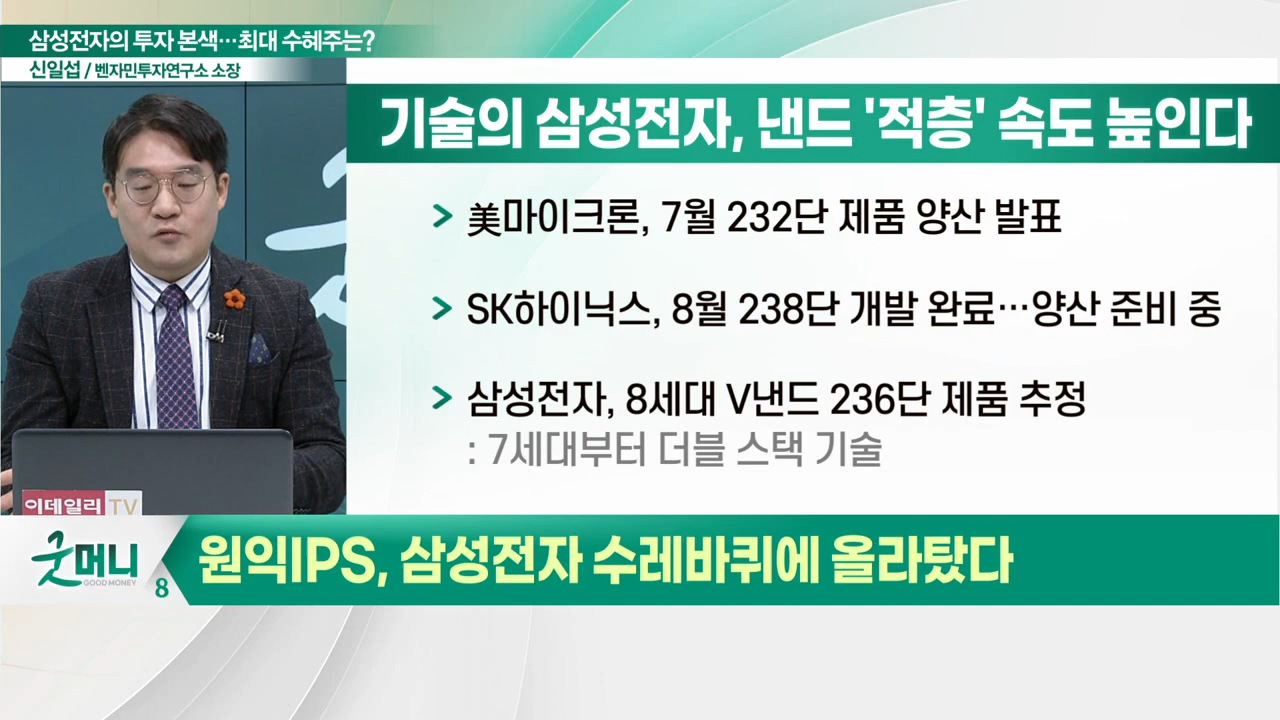 삼성전자의 투자 본색…최대 수혜주는?
신일섭 / 벤자민투자연구소 소장
기술의 삼성전자, 낸드 '적층' 속도 높인다
> 美마이크론, 7월 232단 제품 양산 발표
> SK하이닉스, 8월 238단 개발 완료…양산 준비 중
> 삼성전자, 8세대 V낸드 236단 제품 추정
: 7세대부터 더블 스택 기술
이데일리 TV
굿머니
GOOD MONEY
8
원익IPS, 삼성전자 수레바퀴에 올라탔다